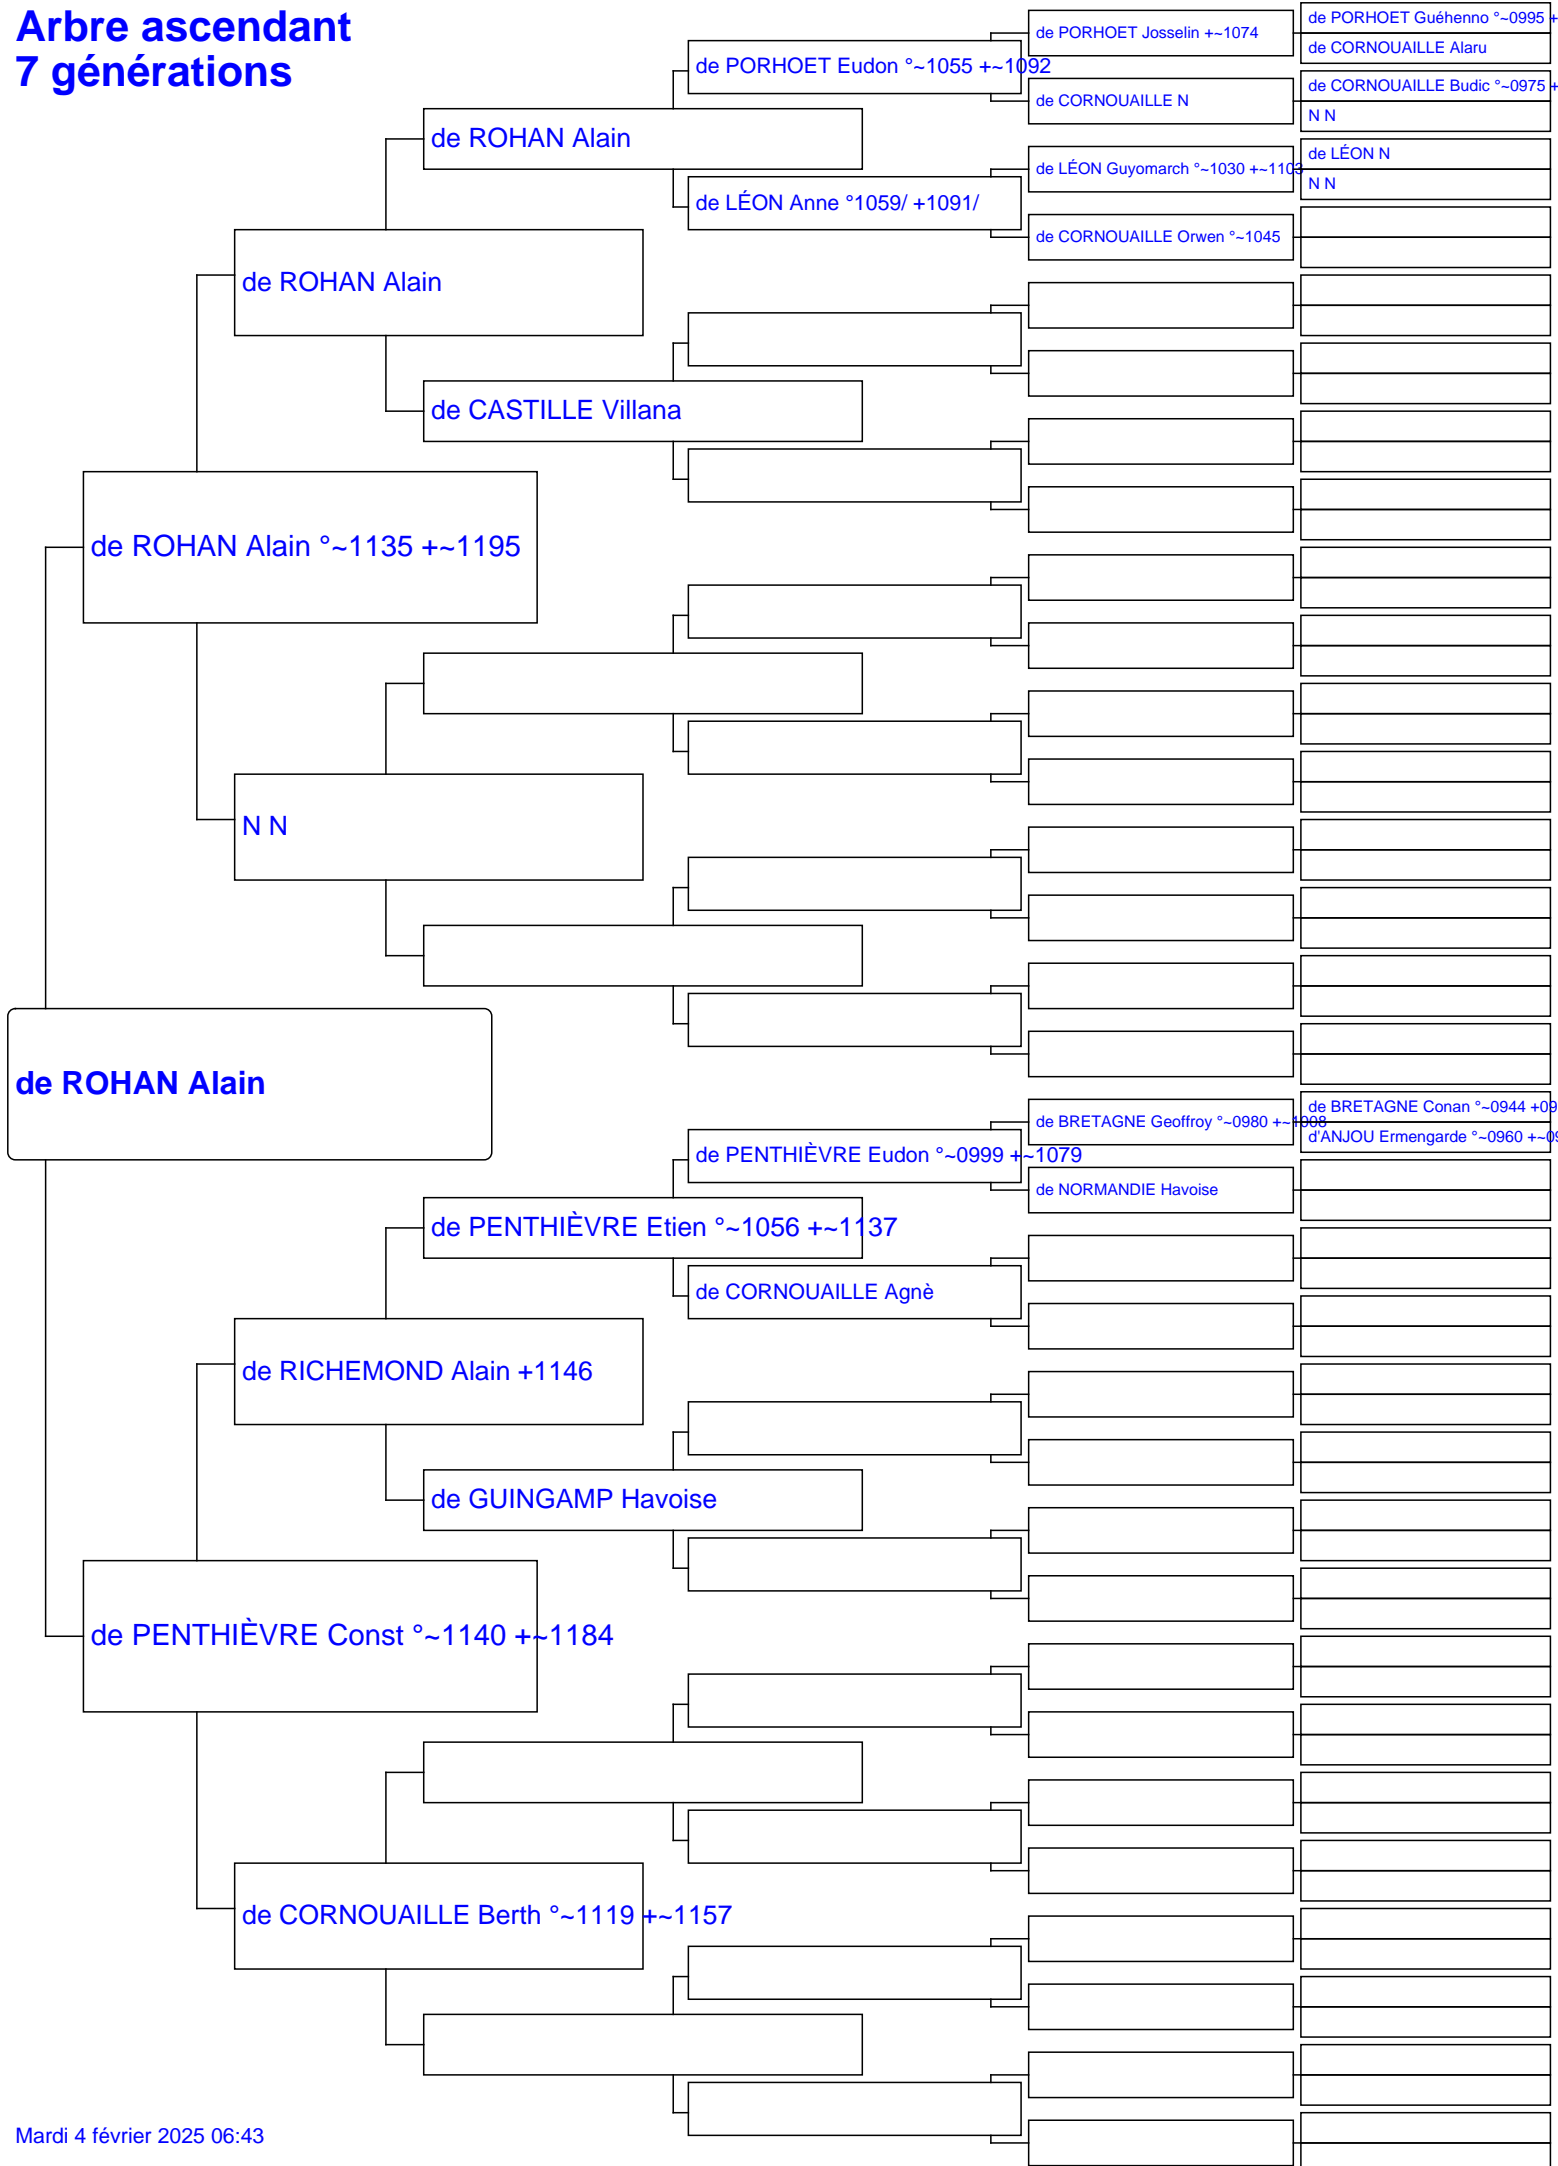 Arbre ascendant
7 générations
de PORHOET Guéhenno °~0995 +
de PORHOET Josselin +~1074
de CORNOUAILLE Alaru
de PORHOET Eudon °~1055 +~1092
de CORNOUAILLE Budic °~0975 +
de CORNOUAILLE N
N N
de ROHAN Alain
de LÉON N
de LÉON Guyomarch °~1030 +~1103
N N
de LÉON Anne °1059/ +1091/
de CORNOUAILLE Orwen °~1045
de ROHAN Alain
de CASTILLE Villana
de ROHAN Alain °~1135 +~1195
N N
de ROHAN Alain
de BRETAGNE Conan °~0944 +09
de BRETAGNE Geoffroy °~0980 +~1008
d'ANJOU Ermengarde °~0960 +~09
de PENTHIÈVRE Eudon °~0999 +~1079
de NORMANDIE Havoise
de PENTHIÈVRE Etien °~1056 +~1137
de CORNOUAILLE Agnè
de RICHEMOND Alain +1146
de GUINGAMP Havoise
de PENTHIÈVRE Const °~1140 +~1184
de CORNOUAILLE Berth °~1119 +~1157
Mardi 4 février 2025 06:43